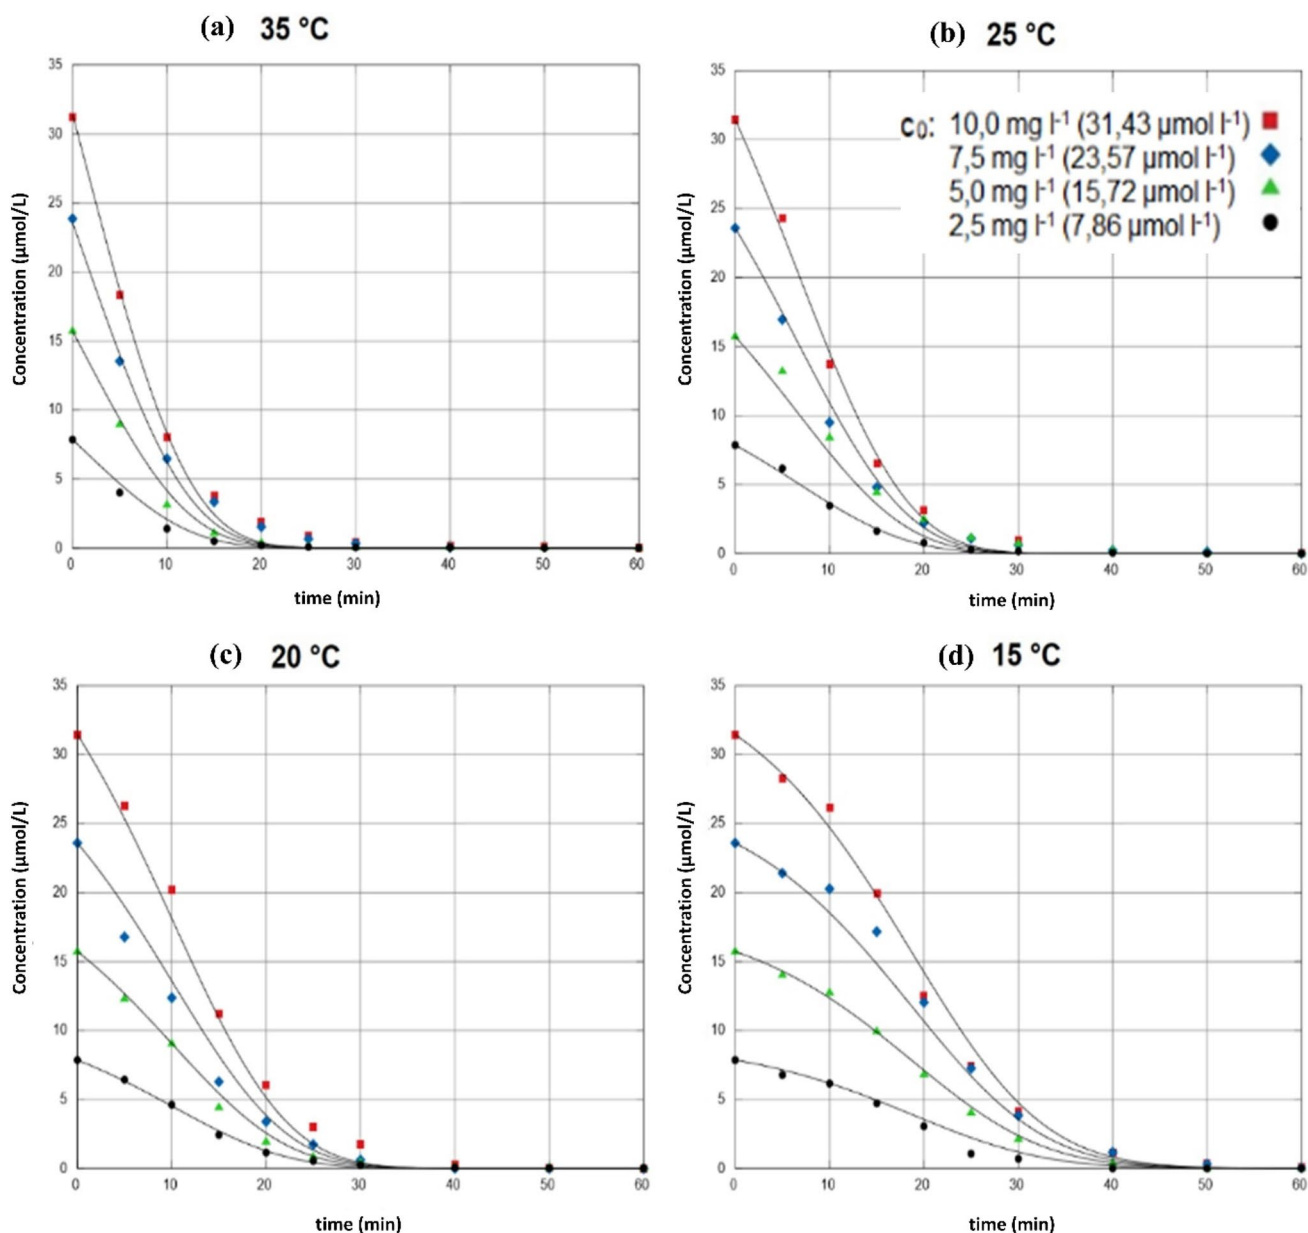 (a) 35 °C
35
30
25
20
15
10
5
0
Concentration (µmol/L)
0 10 20 30 40 50 60
time (min)
(b) 25 °C
c₀: 10,0 mg l⁻¹ (31,43 µmol l⁻¹)
7,5 mg l⁻¹ (23,57 µmol l⁻¹)
5,0 mg l⁻¹ (15,72 µmol l⁻¹)
2,5 mg l⁻¹ (7,86 µmol l⁻¹)
35
30
25
20
15
10
5
0
Concentration (µmol/L)
0 10 20 30 40 50 60
time (min)
(c) 20 °C
35
30
25
20
15
10
5
0
Concentration (µmol/L)
0 10 20 30 40 50 60
time (min)
(d) 15 °C
35
30
25
20
15
10
5
0
Concentration (µmol/L)
0 10 20 30 40 50 60
time (min)